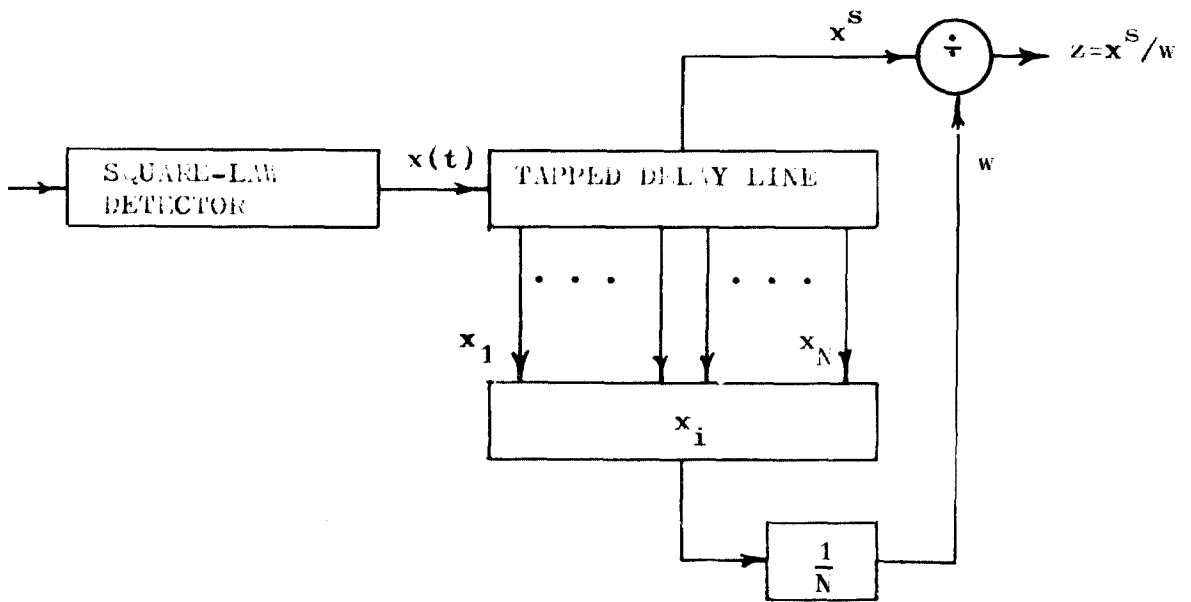 x^s
÷
z=x^s/w
SQUARE-LAW
DETECTOR
x(t)
TAPPED DELAY LINE
w
. . .
. . .
x_1
x_N
x_i
1
N